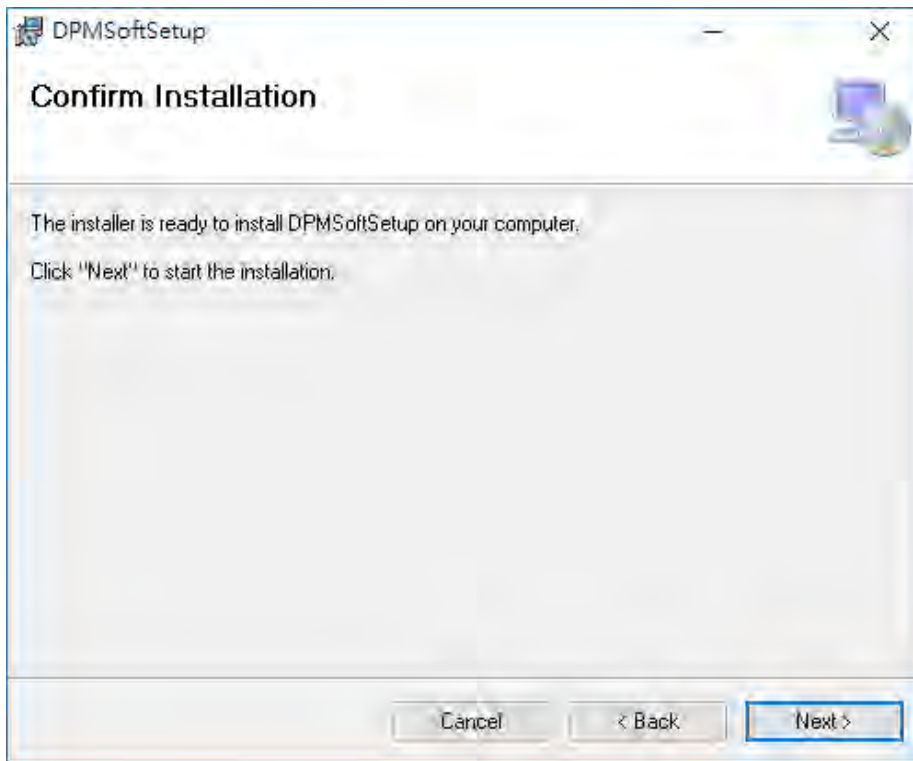 DPMSoftSetup
Confirm Installation
The installer is ready to install DPMSoftSetup on your computer.
Click "Next" to start the installation.
Cancel
< Back
Next >